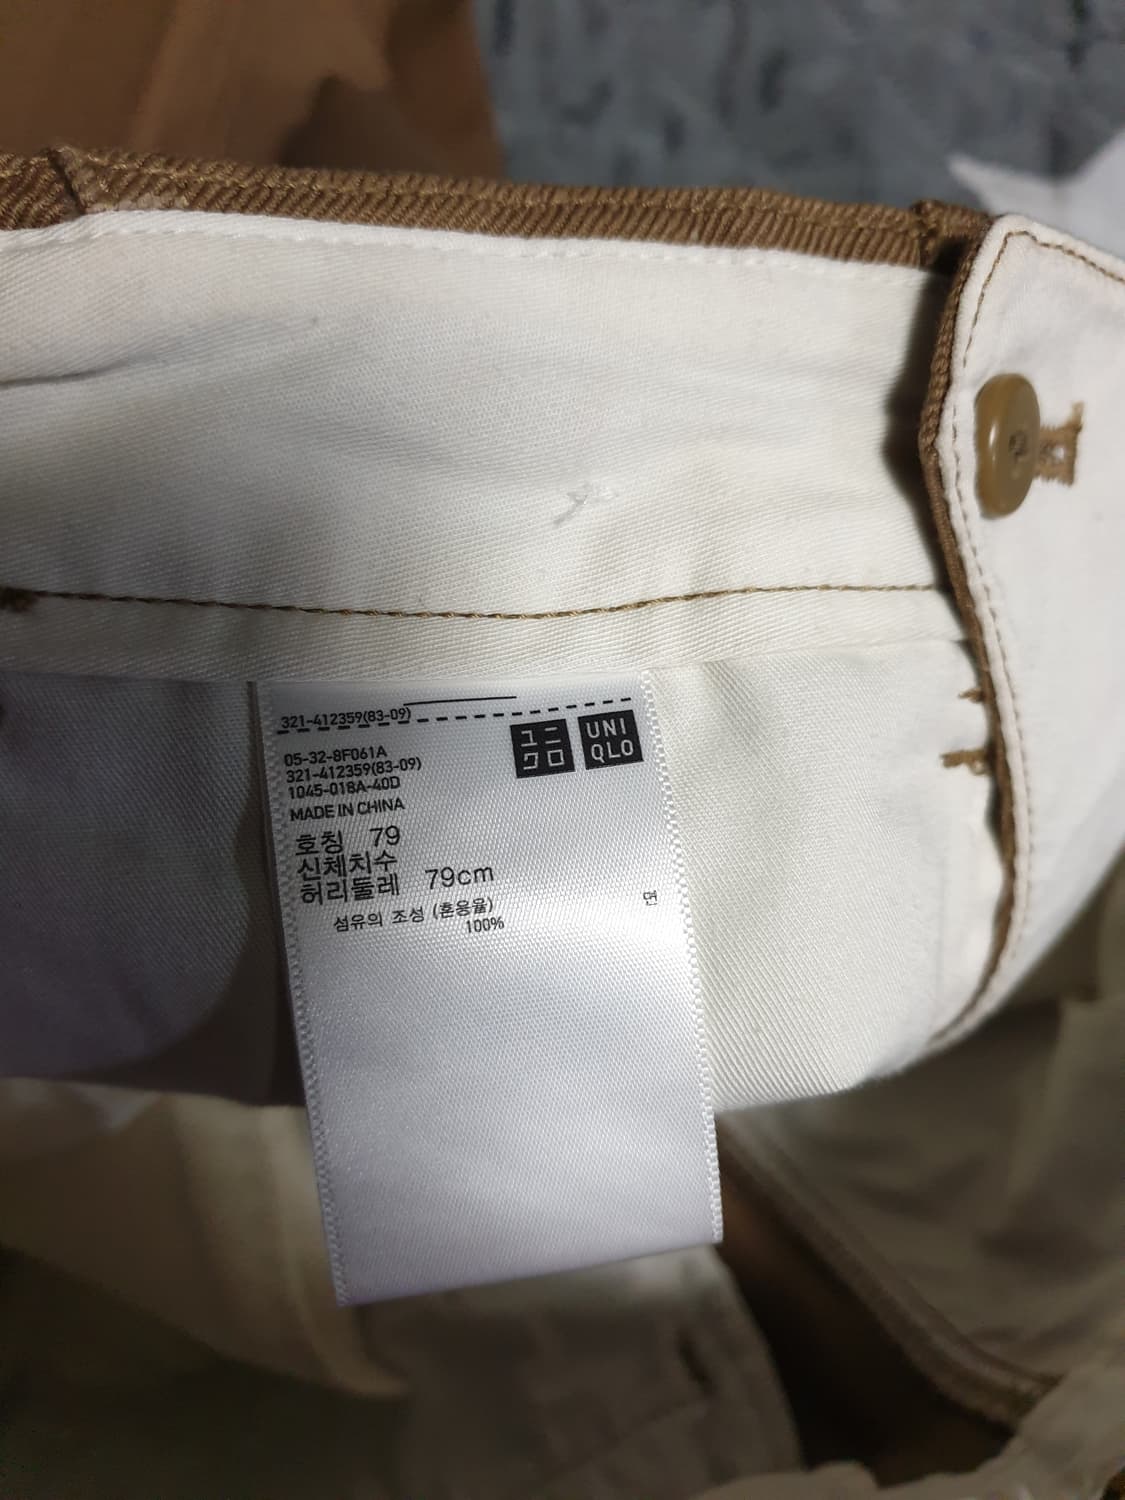 321-412359(83-09)
ユニ
クロ
UNI
QLO
05-32-8F061A
321-412359(83-09)
1045-018A-40D
MADE IN CHINA
호칭 79
신체치수
허리둘레 79cm
섬유의 조성 (혼용율) 면
100%